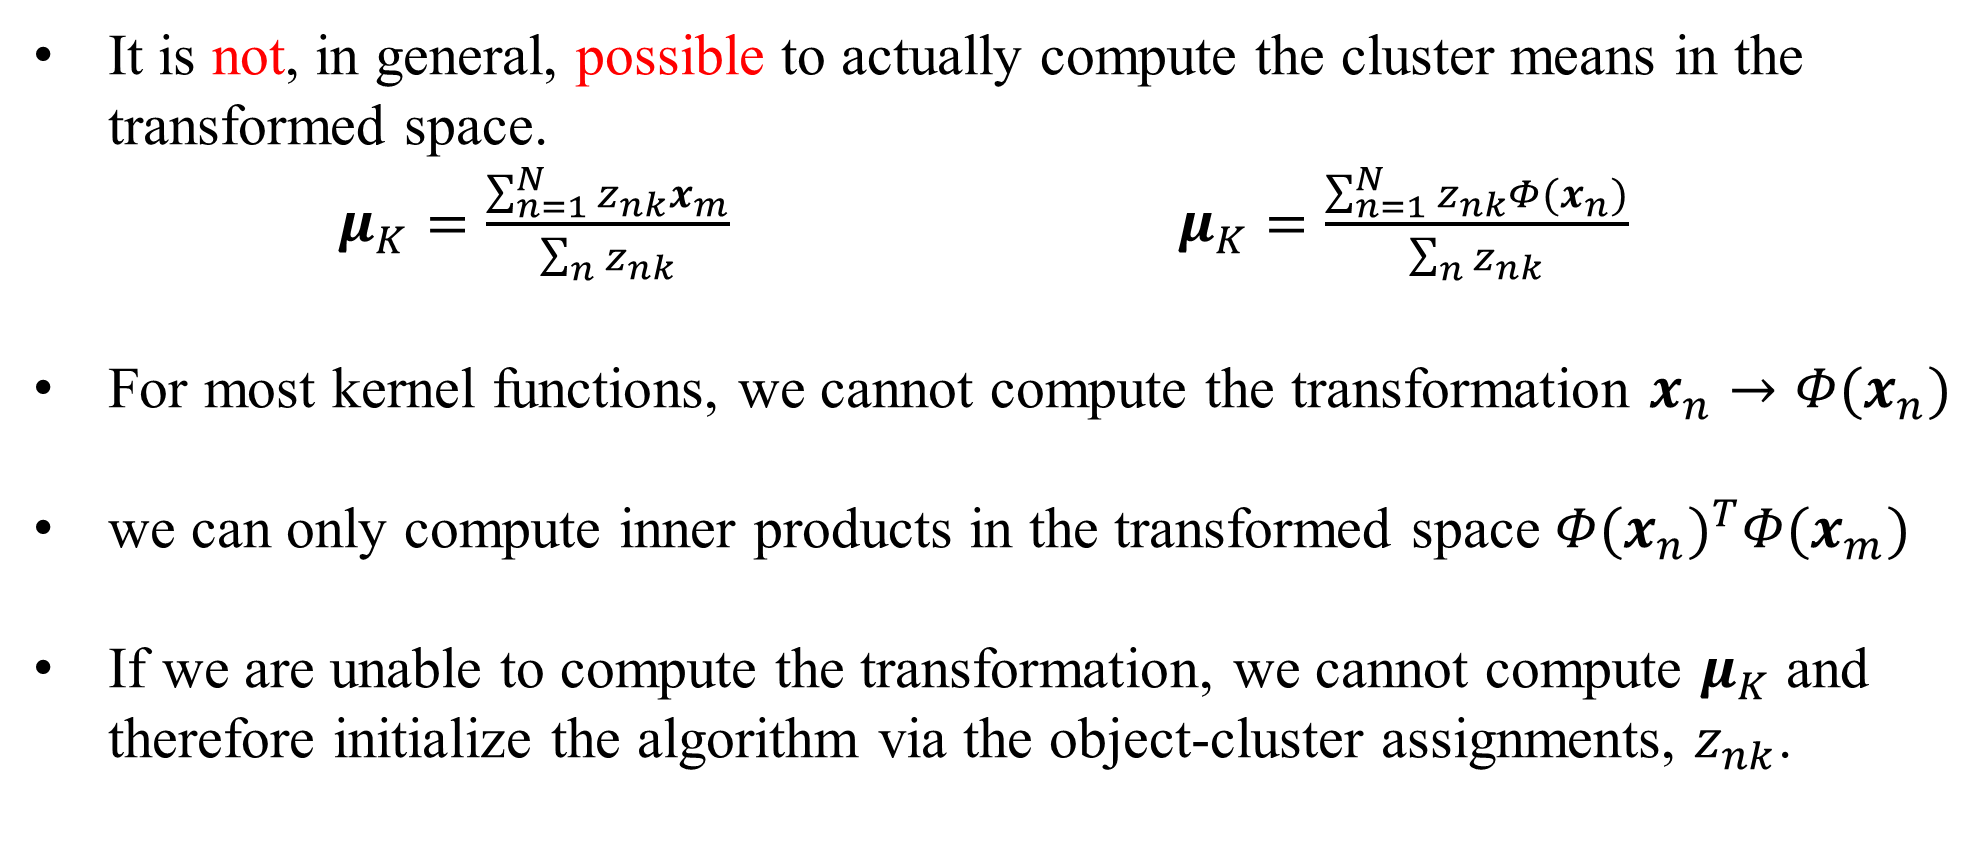 • It is not, in general, possible to actually compute the cluster means in the
transformed space.
𝝁_K = (∑_{n=1}^{N} z_{nk} 𝒙_m) / (∑_n z_{nk})    𝝁_K = (∑_{n=1}^{N} z_{nk} Φ(𝒙_n)) / (∑_n z_{nk})
• For most kernel functions, we cannot compute the transformation 𝒙_n → Φ(𝒙_n)
• we can only compute inner products in the transformed space Φ(𝒙_n)^T Φ(𝒙_m)
• If we are unable to compute the transformation, we cannot compute 𝝁_K and
therefore initialize the algorithm via the object-cluster assignments, z_{nk}.